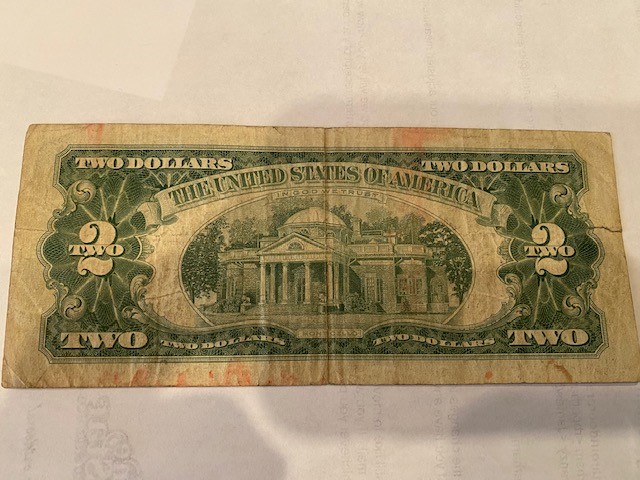 TWO DOLLARS TWO DOLLARS
THE UNITED STATES OF AMERICA
IN GOD WE TRUST
2 2
TWO TWO
MONTICELLO
TWO TWO DOLLARS TWO DOLLARS TWO